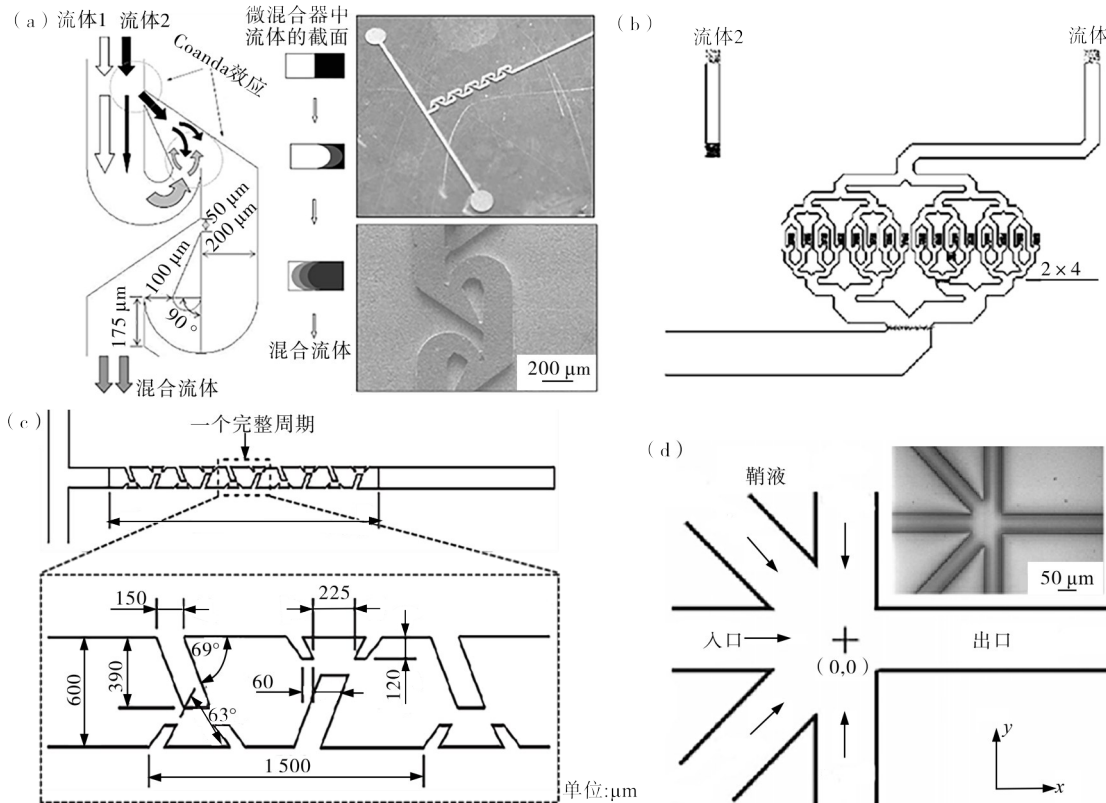 (a)
流体1 流体2
微混合器中
流体的截面
Coanda效应
50 μm
200 μm
100 μm
90°
175 μm
混合流体
混合流体
200 μm
(b)
流体2
流体
2×4
(c)
一个完整周期
150
225
69°
600
390
60
120
63°
1 500
单位:μm
(d)
鞘液
50 μm
入口
出口
(0,0)
y
x